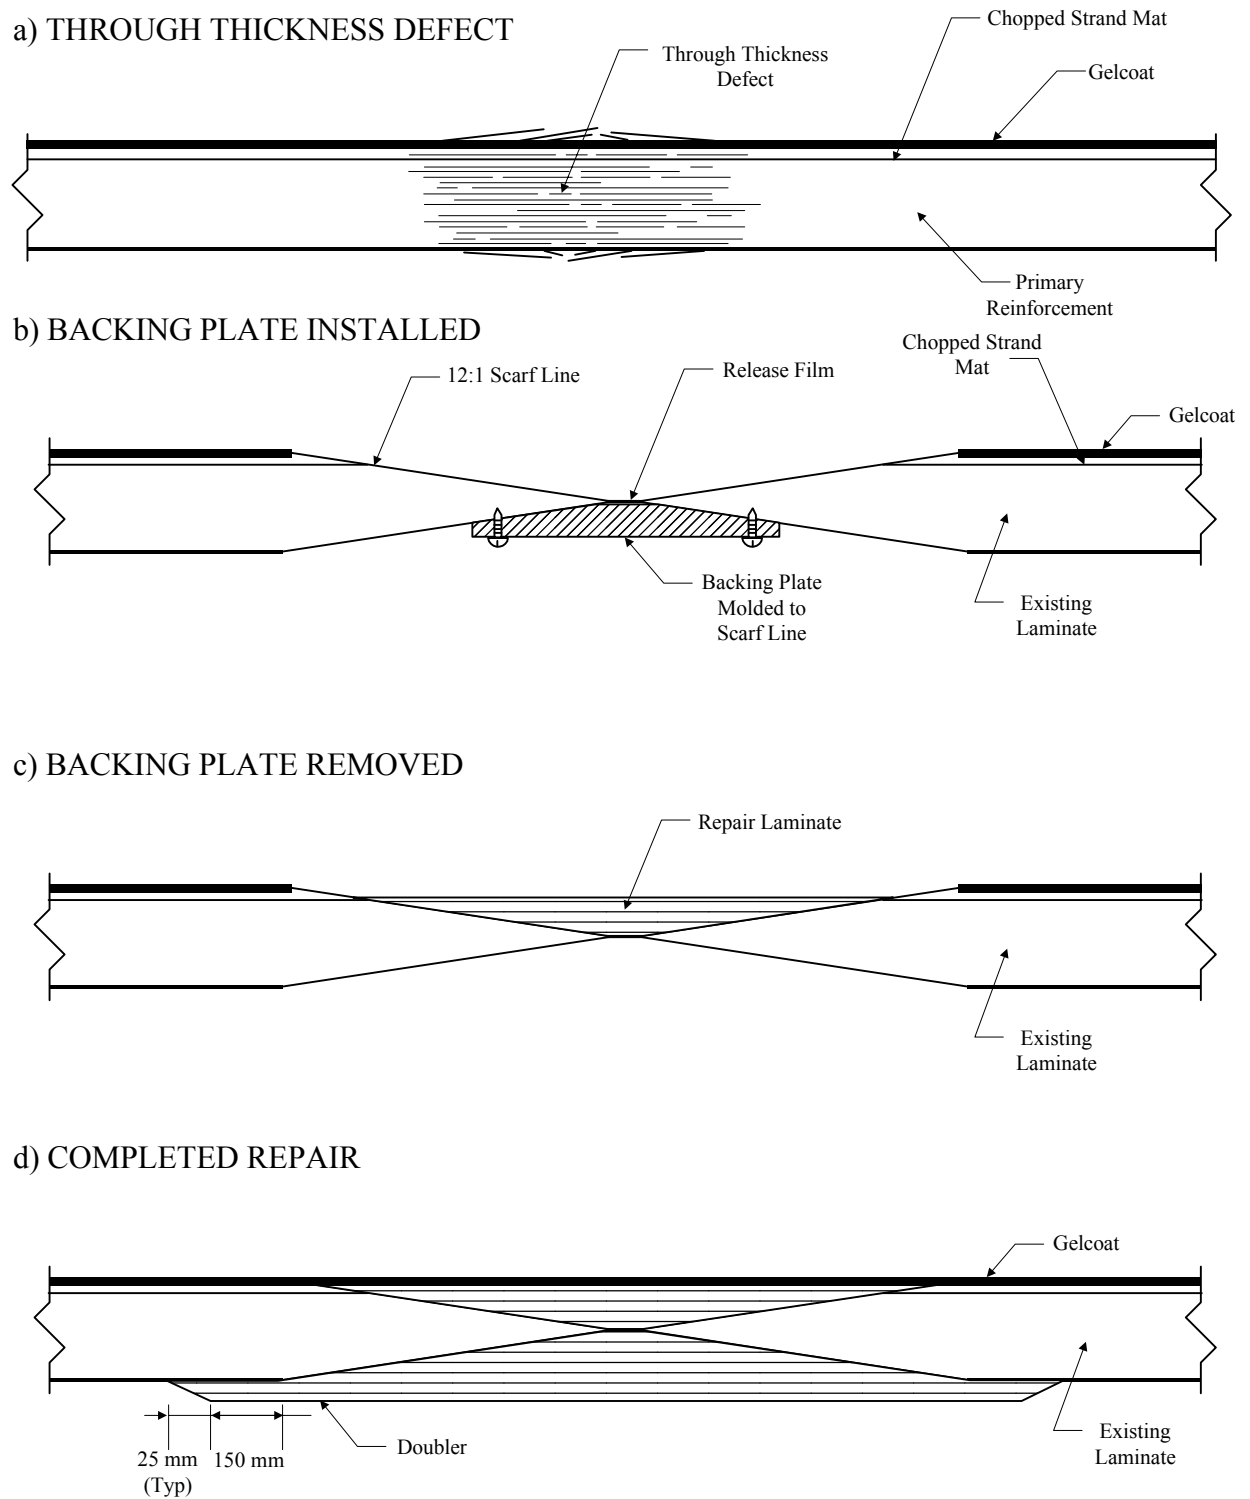 a) THROUGH THICKNESS DEFECT
Chopped Strand Mat
Through Thickness
Defect
Gelcoat
Primary
Reinforcement
b) BACKING PLATE INSTALLED
Chopped Strand
Mat
12:1 Scarf Line
Release Film
Gelcoat
Backing Plate
Molded to
Scarf Line
Existing
Laminate
c) BACKING PLATE REMOVED
Repair Laminate
Existing
Laminate
d) COMPLETED REPAIR
Gelcoat
Doubler
Existing
Laminate
25 mm
(Typ)
150 mm